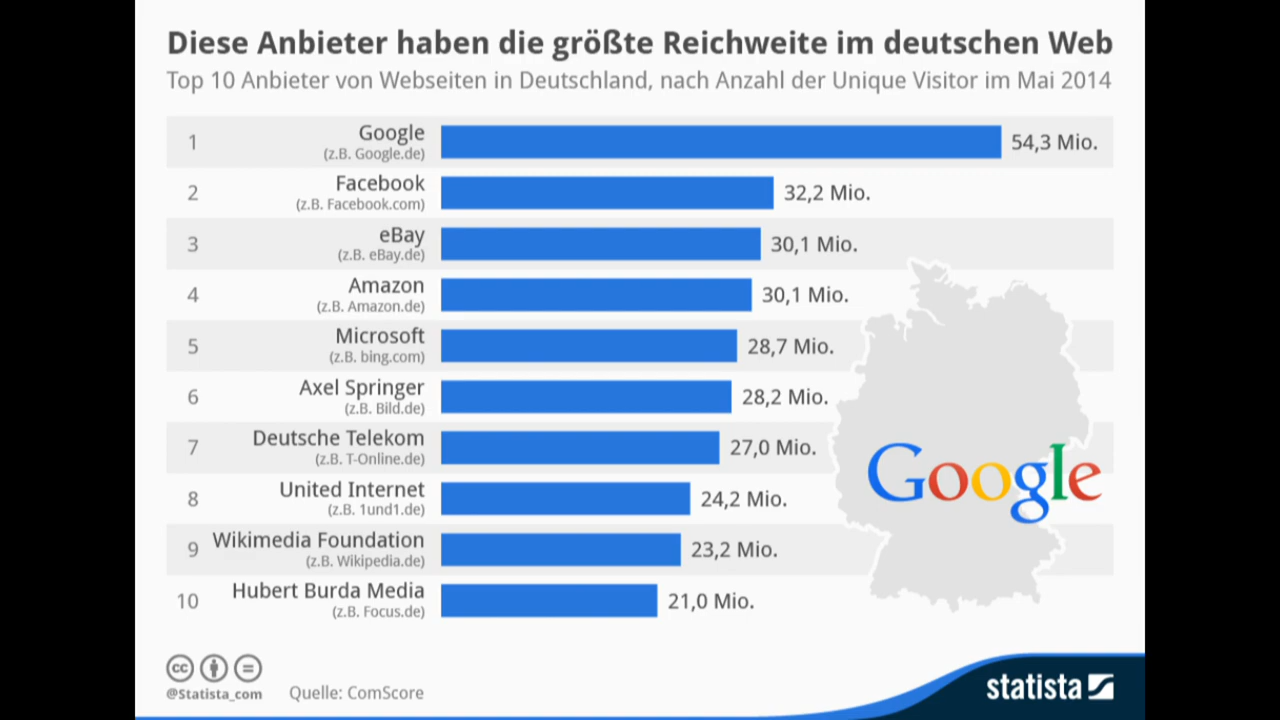 Diese Anbieter haben die größte Reichweite im deutschen Web
Top 10 Anbieter von Webseiten in Deutschland, nach Anzahl der Unique Visitor im Mai 2014
1 Google 54,3 Mio.
(z.B. Google.de)
2 Facebook 32,2 Mio.
(z.B. Facebook.com)
3 eBay 30,1 Mio.
(z.B. eBay.de)
4 Amazon 30,1 Mio.
(z.B. Amazon.de)
5 Microsoft 28,7 Mio.
(z.B. bing.com)
6 Axel Springer 28,2 Mio.
(z.B. Bild.de)
7 Deutsche Telekom 27,0 Mio.
(z.B. T-Online.de)
Google
8 United Internet 24,2 Mio.
(z.B. 1und1.de)
9 Wikimedia Foundation 23,2 Mio.
(z.B. Wikipedia.de)
10 Hubert Burda Media 21,0 Mio.
(z.B. Focus.de)
cc
@Statista_com Quelle: ComScore
statista